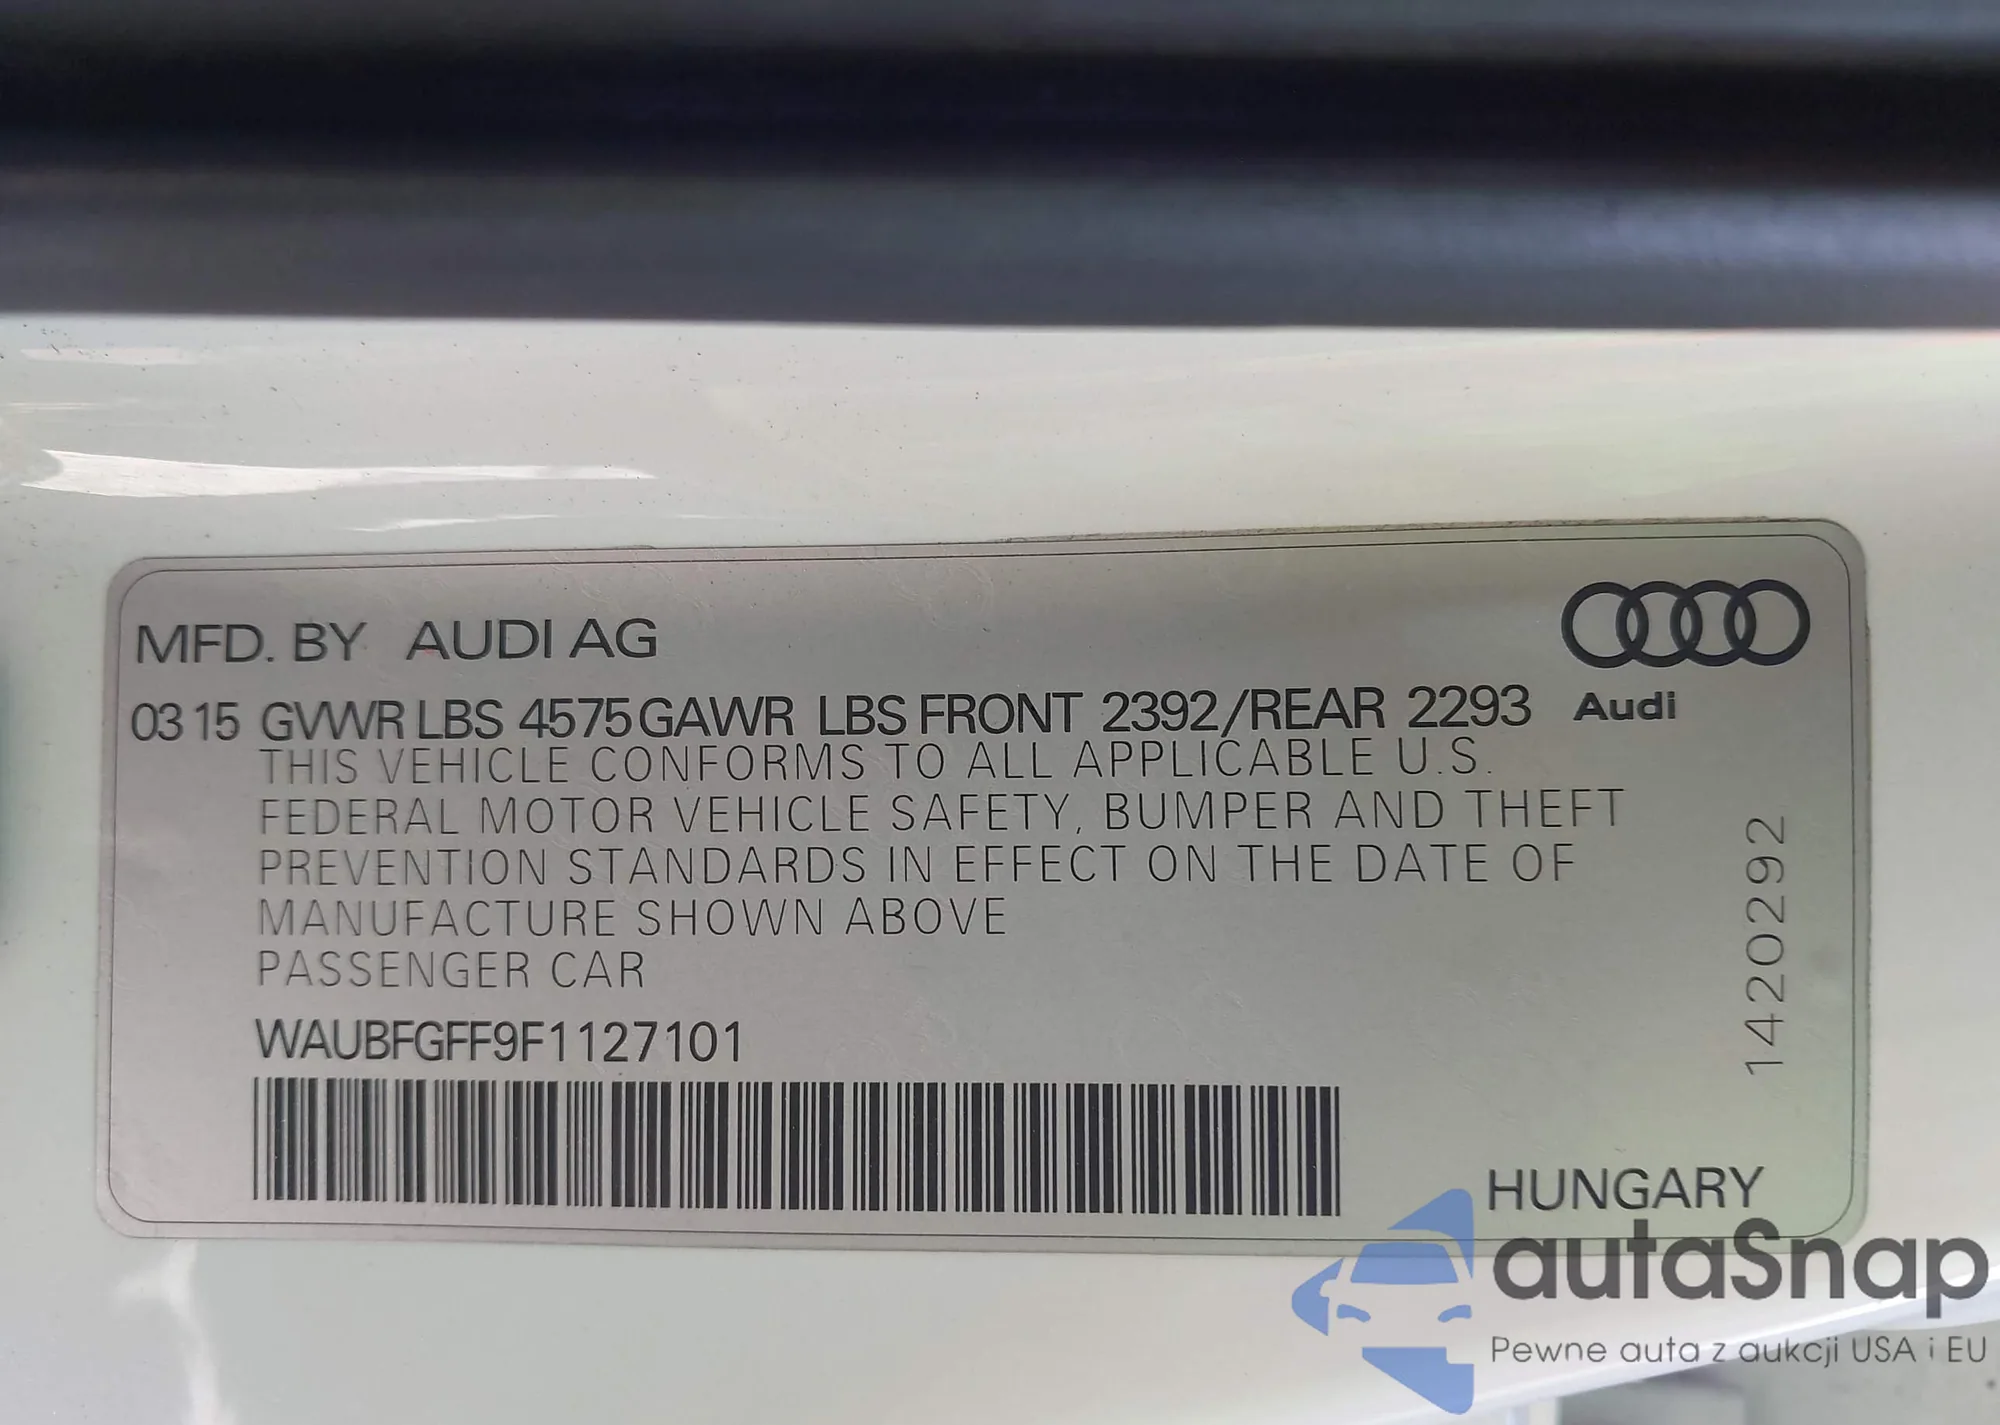 MFD. BY AUDI AG
03 15 GVWR LBS 4575 GAWR LBS FRONT 2392/REAR 2293
Audi
THIS VEHICLE CONFORMS TO ALL APPLICABLE U.S.
FEDERAL MOTOR VEHICLE SAFETY, BUMPER AND THEFT
PREVENTION STANDARDS IN EFFECT ON THE DATE OF
MANUFACTURE SHOWN ABOVE
PASSENGER CAR
WAUBFGFF9F1127101
1420292
HUNGARY
autaSnap
Pewne auta z aukcji USA i EU